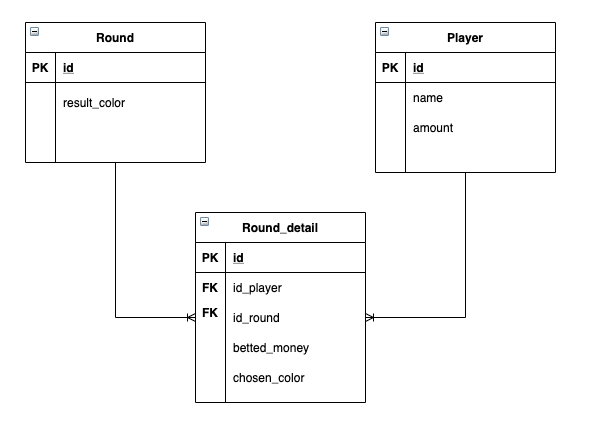 Round
PK id
result_color
Player
PK id
name
amount
Round_detail
PK id
FK id_player
FK id_round
betted_money
chosen_color